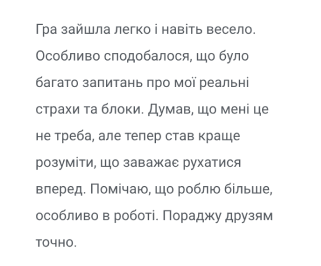 Гра зайшла легко і навіть весело.
Особливо сподобалося, що було
багато запитань про мої реальні
страхи та блоки. Думав, що мені це
не треба, але тепер став краще
розуміти, що заважає рухатися
вперед. Помічаю, що роблю більше,
особливо в роботі. Пораджу друзям
точно.